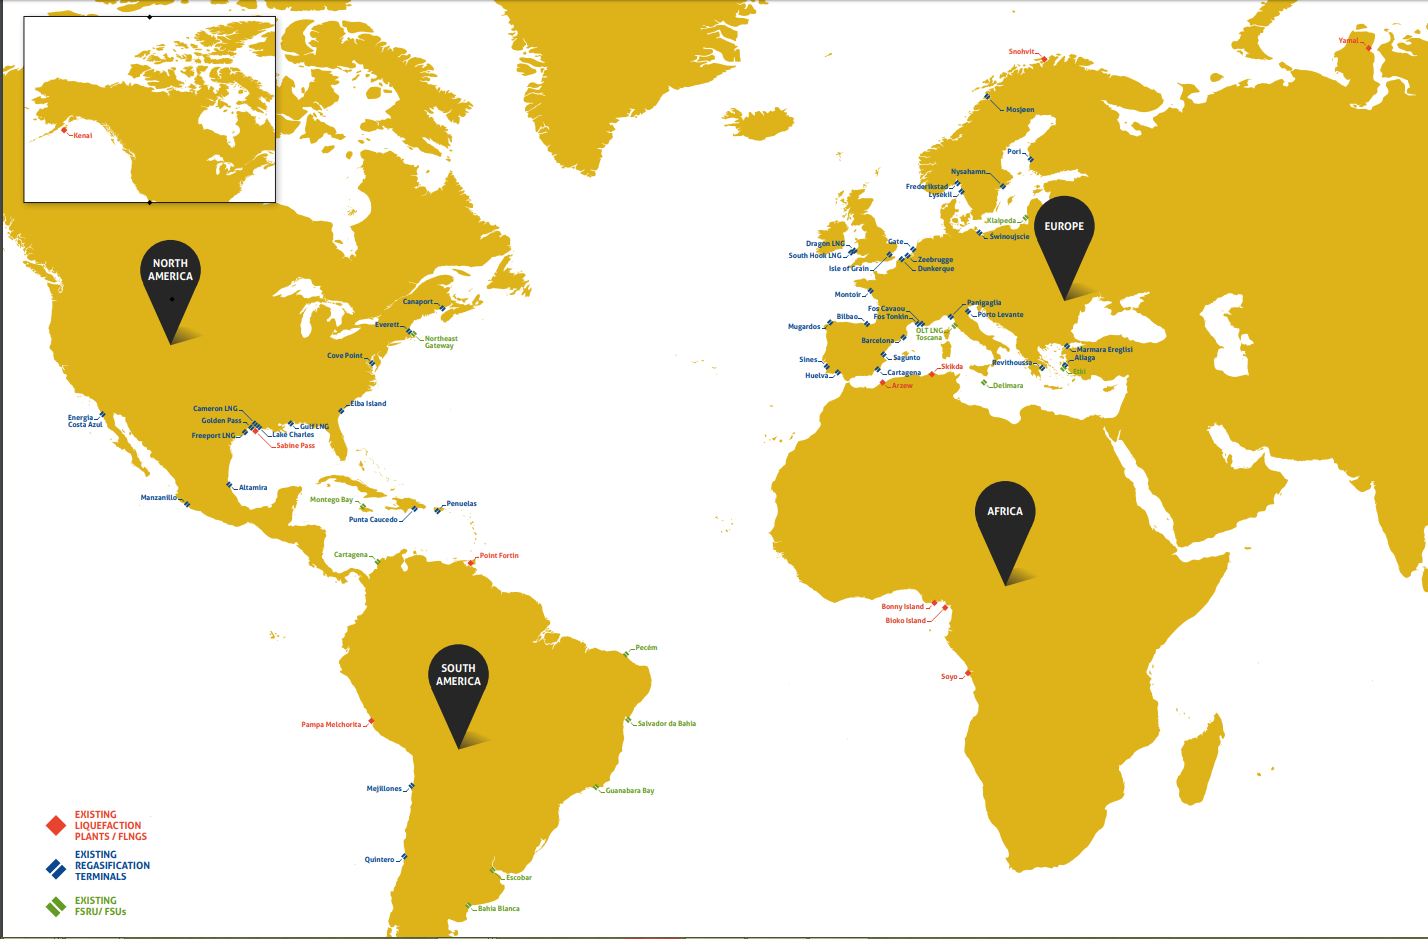 Kenai
NORTH
AMERICA
Canaport
Everett
Northeast
Gateway
Cove Point
Elba Island
Cameron LNG
Golden Pass
Freeport LNG
Gulf LNG
Lake Charles
Sabine Pass
Energia
Costa Azul
Manzanillo
Altamira
Montego Bay
Punta Caucedo
Penuelas
Cartagena
Point Fortin
SOUTH
AMERICA
Pecém
Salvador da Bahia
Guanabara Bay
Pampa Melchorita
Mejillones
Quintero
Escobar
Bahia Blanca
Snohvit
Yamal
Mosjøen
Pori
Nysahamn
Frederikstad
Lysekil
Klaipeda
Swinoujscie
EUROPE
Dragon LNG
South Hook LNG
Isle of Grain
Gate
Zeebrugge
Dunkerque
Montoir
Fos Cavaou
Fos Tonkin
Bilbao
Mugardos
Barcelona
Panigaglia
Porto Levante
OLT LNG
Toscana
Sines
Huelva
Sagunto
Cartagena
Arzew
Skikda
Delimara
Revithoussa
Marmara Ereglisi
Aliaga
Etki
AFRICA
Bonny Island
Bioko Island
Soyo
EXISTING
LIQUEFACTION
PLANTS / FLNGS
EXISTING
REGASIFICATION
TERMINALS
EXISTING
FSRU/ FSUs